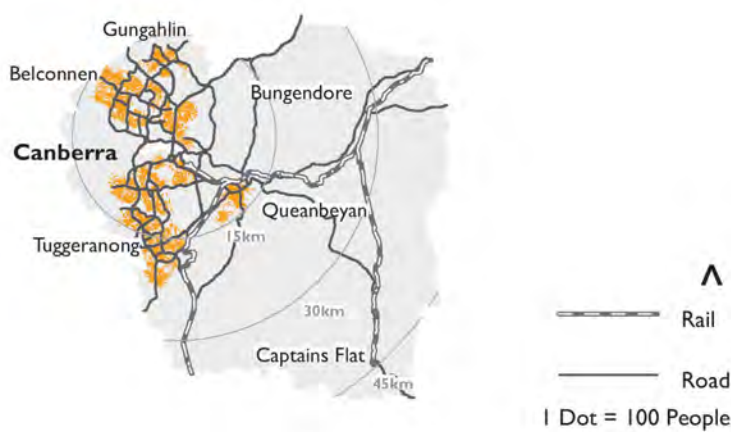 Gungahlin
Belconnen
Bungendore
Canberra
Queanbeyan
Tuggeranong
15km
30km
Captains Flat
45km
Rail
Road
1 Dot = 100 People